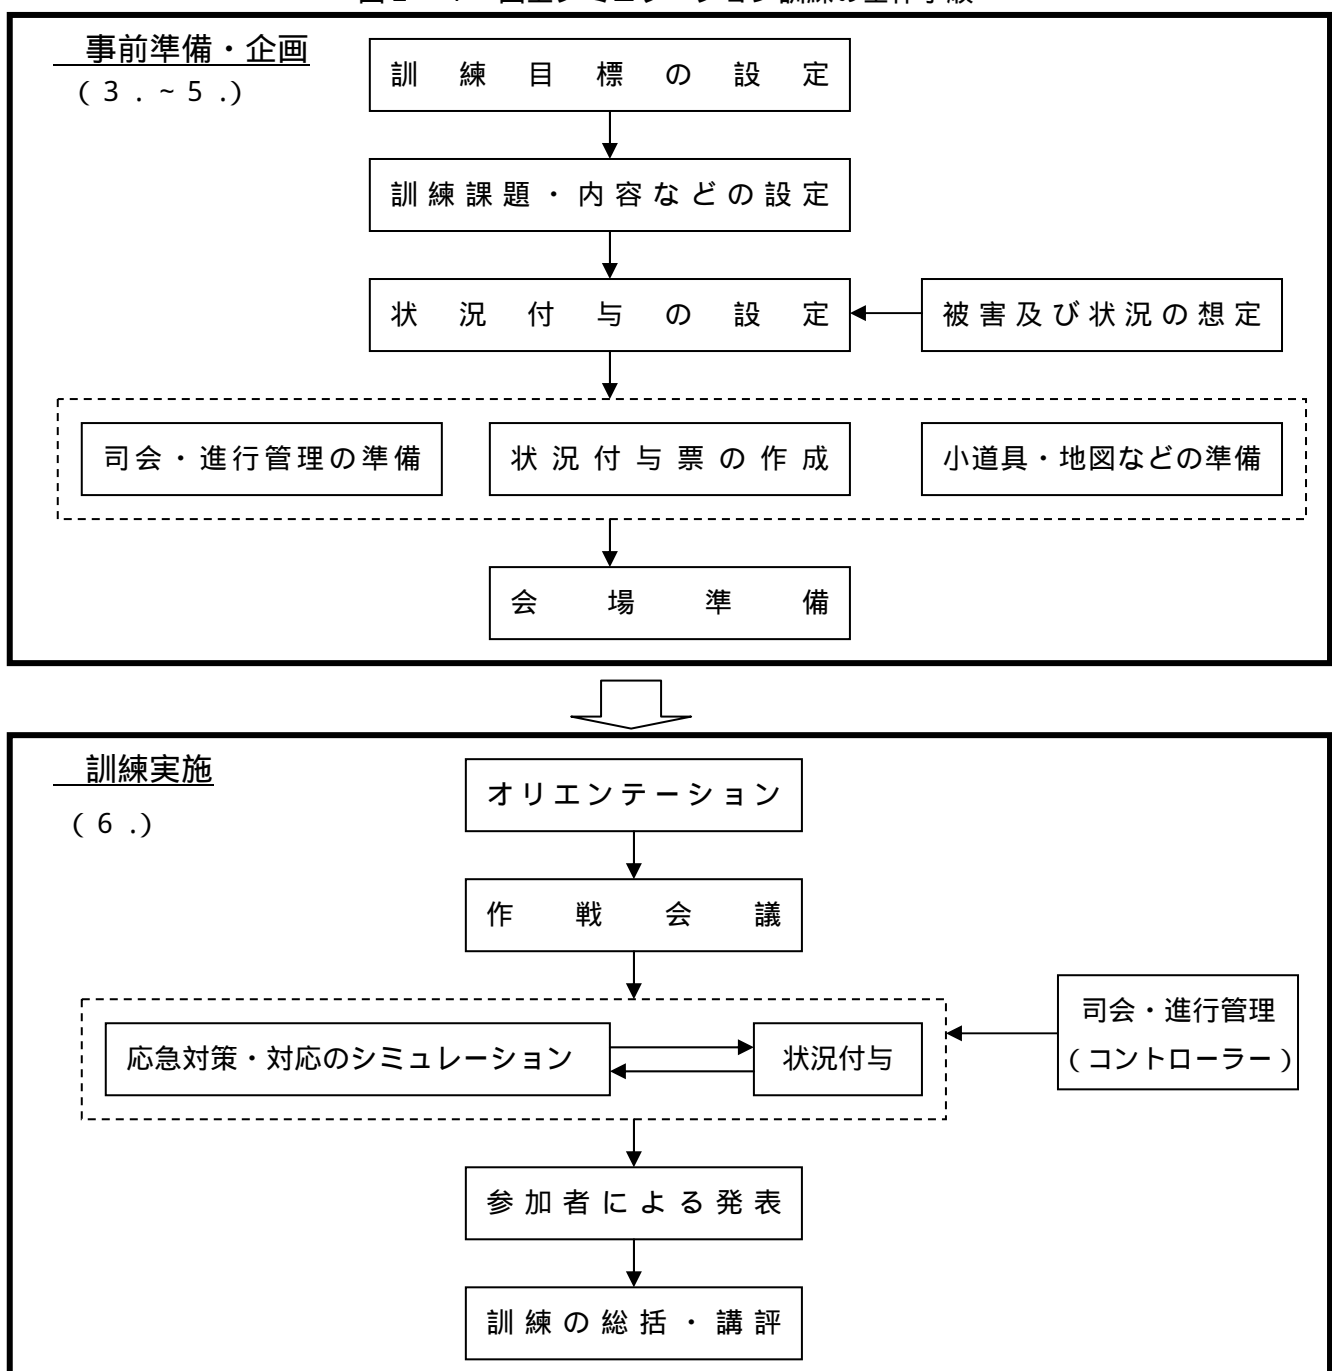 事前準備・企画
(3.~5.)
訓練目標の設定
訓練課題・内容などの設定
状況付与の設定
被害及び状況の想定
司会・進行管理の準備
状況付与票の作成
小道具・地図などの準備
会場準備
訓練実施
(6.)
オリエンテーション
作戦会議
応急対策・対応のシミュレーション
状況付与
司会・進行管理
(コントローラー)
参加者による発表
訓練の総括・講評